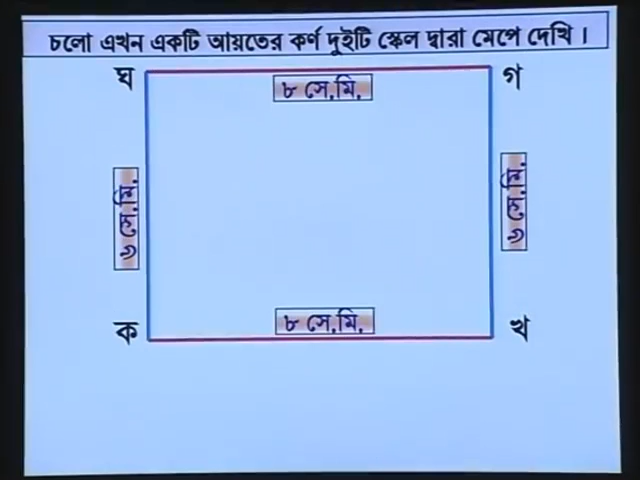 চলো এখন একটি আয়তের কর্ণ দুইটি স্কেল দ্বারা মেপে দেখি ।
ঘ
৮ সে.মি.
গ
৬ সে.মি.
৬ সে.মি.
ক
৮ সে.মি.
খ